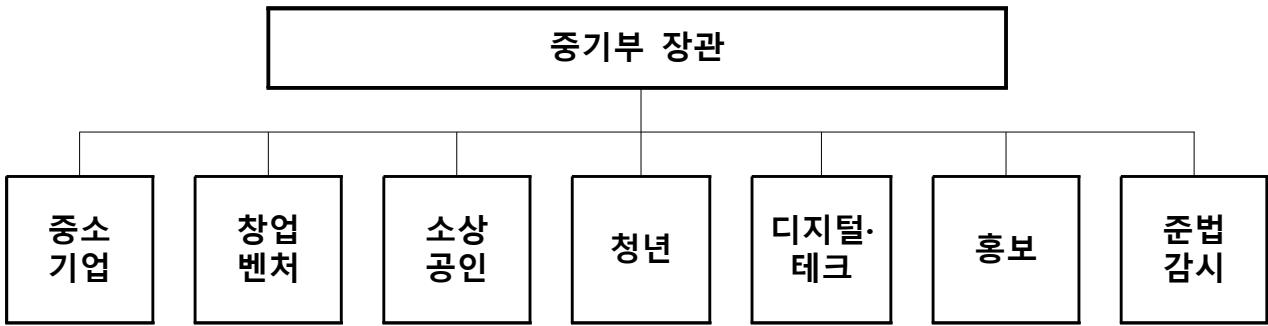 중기부 장관
중소
기업
창업
벤처
소상
공인
청년
디지털·
테크
홍보
준법
감시